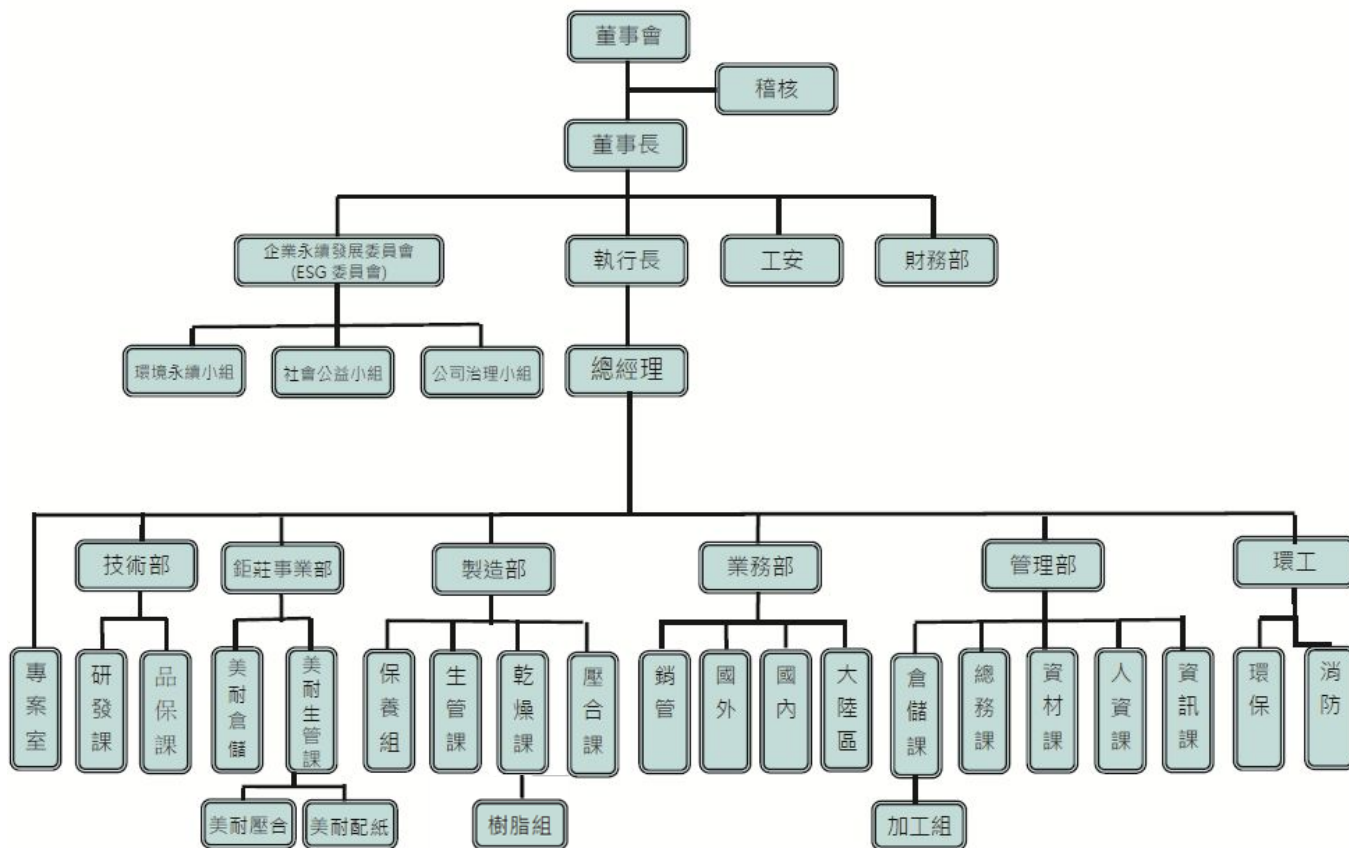 董事會
稽核
董事長
企業永續發展委員會
(ESG 委員會)
執行長
工安
財務部
環境永續小組
社會公益小組
公司治理小組
總經理
技術部
鉅莊事業部
製造部
業務部
管理部
環工
專案室
研發課
品保課
美耐倉儲
美耐生管課
保養組
生管課
乾燥課
壓合課
銷管
國外
國內
大陸區
倉儲課
總務課
資材課
人資課
資訊課
環保
消防
美耐壓合
美耐配紙
樹脂組
加工組